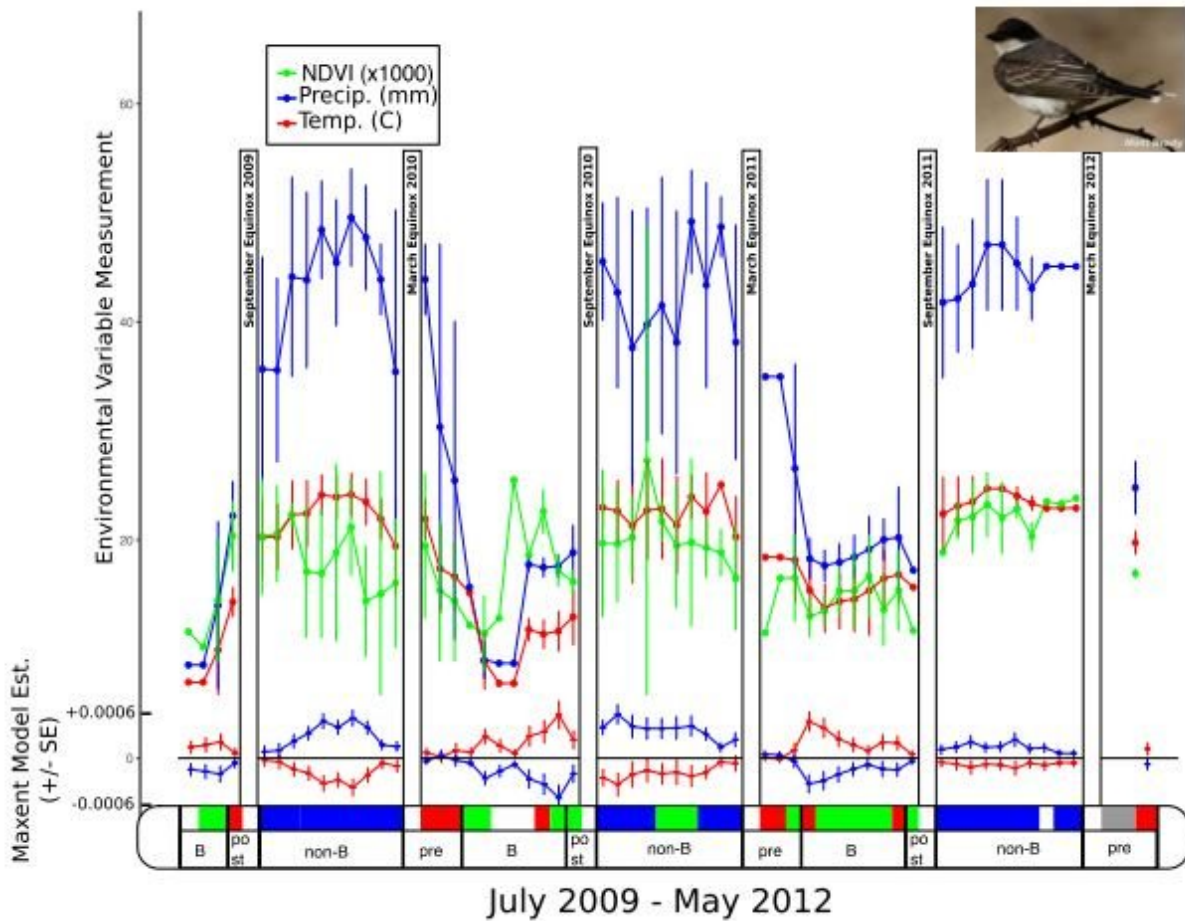 NDVI (x1000)
Precip. (mm)
Temp. (C)
Matt Brady
Environmental Variable Measurement
60
40
20
September Equinox 2009
March Equinox 2010
September Equinox 2010
March Equinox 2011
September Equinox 2011
March Equinox 2012
Maxent Model Est.
(+/- SE)
+0.0006
0
-0.0006
B
po
st
non-B
pre
B
po
st
non-B
pre
B
po
st
non-B
pre
July 2009 - May 2012